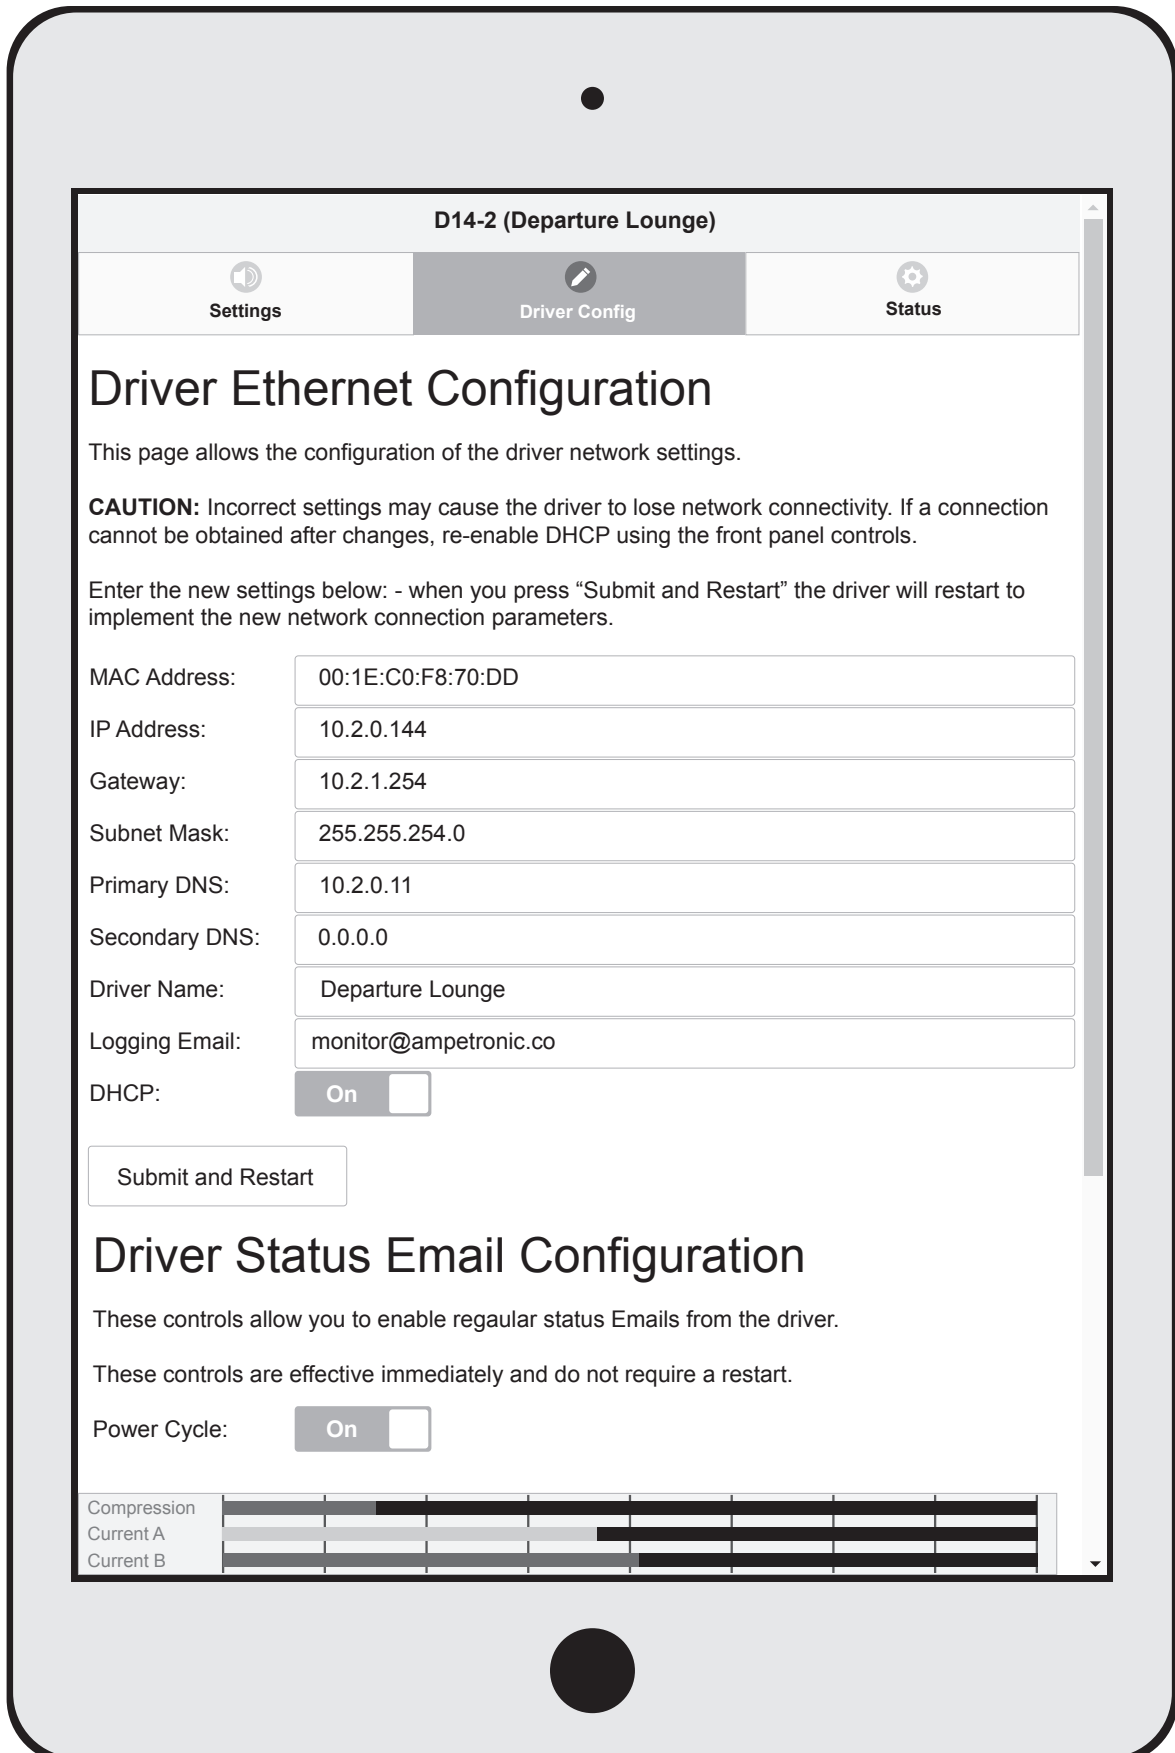 D14-2 (Departure Lounge)
Settings
Driver Config
Status
Driver Ethernet Configuration
This page allows the configuration of the driver network settings.
CAUTION: Incorrect settings may cause the driver to lose network connectivity. If a connection
cannot be obtained after changes, re-enable DHCP using the front panel controls.
Enter the new settings below: - when you press “Submit and Restart” the driver will restart to
implement the new network connection parameters.
MAC Address: 00:1E:C0:F8:70:DD
IP Address: 10.2.0.144
Gateway: 10.2.1.254
Subnet Mask: 255.255.254.0
Primary DNS: 10.2.0.11
Secondary DNS: 0.0.0.0
Driver Name: Departure Lounge
Logging Email: monitor@ampetronic.co
DHCP: On
Submit and Restart
Driver Status Email Configuration
These controls allow you to enable regaular status Emails from the driver.
These controls are effective immediately and do not require a restart.
Power Cycle: On
Compression
Current A
Current B